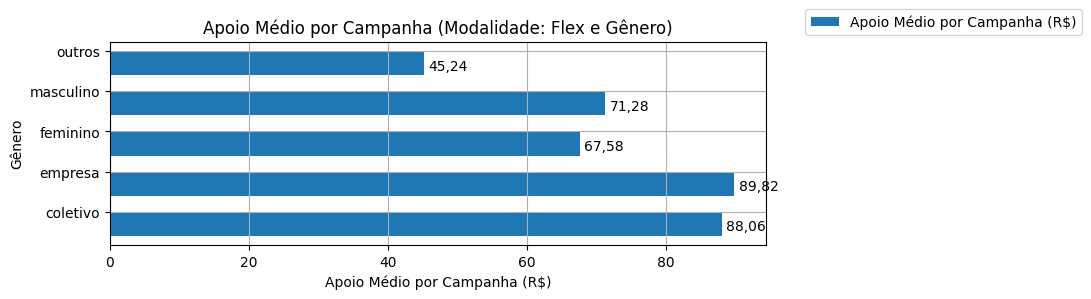 Apoio Médio por Campanha (Modalidade: Flex e Gênero)
Apoio Médio por Campanha (R$)
Gênero
outros
45,24
masculino
71,28
feminino
67,58
empresa
89,82
coletivo
88,06
0 20 40 60 80
Apoio Médio por Campanha (R$)